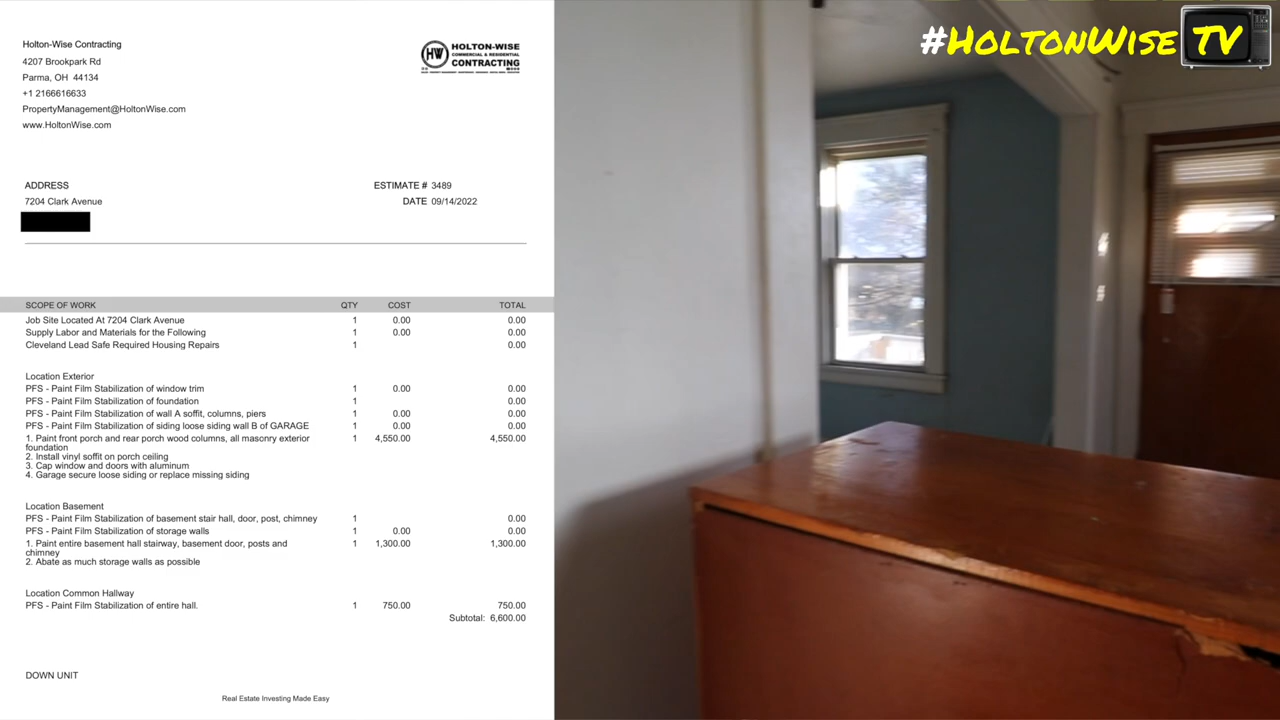 #HoltonWise TV
Holton-Wise Contracting
4207 Brookpark Rd
Parma, OH 44134
+1 2166616633
PropertyManagement@HoltonWise.com
www.HoltonWise.com
HW
HOLTON-WISE
COMMERCIAL & RESIDENTIAL
CONTRACTING
ADDRESS
7204 Clark Avenue
ESTIMATE # 3489
DATE 09/14/2022
SCOPE OF WORK QTY COST TOTAL
Job Site Located At 7204 Clark Avenue 1 0.00 0.00
Supply Labor and Materials for the Following 1 0.00 0.00
Cleveland Lead Safe Required Housing Repairs 1 0.00
Location Exterior
PFS - Paint Film Stabilization of window trim 1 0.00 0.00
PFS - Paint Film Stabilization of foundation 1 0.00
PFS - Paint Film Stabilization of wall A soffit, columns, piers 1 0.00 0.00
PFS - Paint Film Stabilization of siding loose siding wall B of GARAGE 1 0.00 0.00
1. Paint front porch and rear porch wood columns, all masonry exterior 1 4,550.00 4,550.00
foundation
2. Install vinyl soffit on porch ceiling
3. Cap window and doors with aluminum
4. Garage secure loose siding or replace missing siding
Location Basement
PFS - Paint Film Stabilization of basement stair hall, door, post, chimney 1 0.00
PFS - Paint Film Stabilization of storage walls 1 0.00 0.00
1. Paint entire basement hall stairway, basement door, posts and 1 1,300.00 1,300.00
chimney
2. Abate as much storage walls as possible
Location Common Hallway
PFS - Paint Film Stabilization of entire hall. 1 750.00 750.00
Subtotal: 6,600.00
DOWN UNIT
Real Estate Investing Made Easy